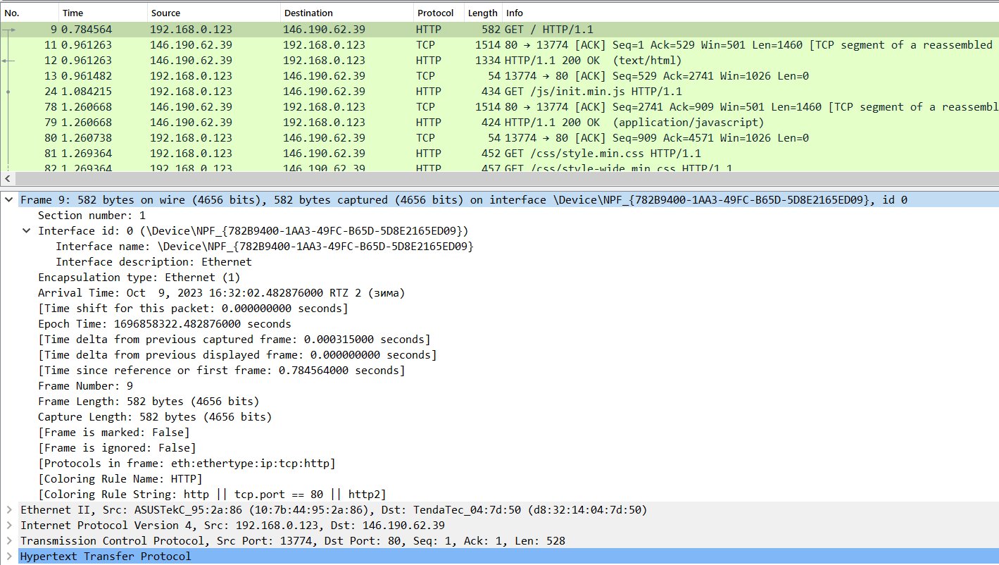 No. Time Source Destination Protocol Length Info
9 0.784564 192.168.0.123 146.190.62.39 HTTP 582 GET / HTTP/1.1
11 0.961263 146.190.62.39 192.168.0.123 TCP 1514 80 → 13774 [ACK] Seq=1 Ack=529 Win=501 Len=1460 [TCP segment of a reassembled
12 0.961263 146.190.62.39 192.168.0.123 HTTP 1334 HTTP/1.1 200 OK (text/html)
13 0.961482 192.168.0.123 146.190.62.39 TCP 54 13774 → 80 [ACK] Seq=529 Ack=2741 Win=1026 Len=0
24 1.084215 192.168.0.123 146.190.62.39 HTTP 434 GET /js/init.min.js HTTP/1.1
78 1.260668 146.190.62.39 192.168.0.123 TCP 1514 80 → 13774 [ACK] Seq=2741 Ack=909 Win=501 Len=1460 [TCP segment of a reassembl
79 1.260668 146.190.62.39 192.168.0.123 HTTP 424 HTTP/1.1 200 OK (application/javascript)
80 1.260738 192.168.0.123 146.190.62.39 TCP 54 13774 → 80 [ACK] Seq=909 Ack=4571 Win=1026 Len=0
81 1.269364 192.168.0.123 146.190.62.39 HTTP 452 GET /css/style.min.css HTTP/1.1
82 1.269364 192.168.0.123 146.190.62.39 HTTP 457 GET /css/style-wide.min.css HTTP/1.1
Frame 9: 582 bytes on wire (4656 bits), 582 bytes captured (4656 bits) on interface \Device\NPF_{782B9400-1AA3-49FC-B65D-5D8E2165ED09}, id 0
Section number: 1
Interface id: 0 (\Device\NPF_{782B9400-1AA3-49FC-B65D-5D8E2165ED09})
Interface name: \Device\NPF_{782B9400-1AA3-49FC-B65D-5D8E2165ED09}
Interface description: Ethernet
Encapsulation type: Ethernet (1)
Arrival Time: Oct  9, 2023 16:32:02.482876000 RTZ 2 (зима)
[Time shift for this packet: 0.000000000 seconds]
Epoch Time: 1696858322.482876000 seconds
[Time delta from previous captured frame: 0.000315000 seconds]
[Time delta from previous displayed frame: 0.000000000 seconds]
[Time since reference or first frame: 0.784564000 seconds]
Frame Number: 9
Frame Length: 582 bytes (4656 bits)
Capture Length: 582 bytes (4656 bits)
[Frame is marked: False]
[Frame is ignored: False]
[Protocols in frame: eth:ethertype:ip:tcp:http]
[Coloring Rule Name: HTTP]
[Coloring Rule String: http || tcp.port == 80 || http2]
Ethernet II, Src: ASUSTekC_95:2a:86 (10:7b:44:95:2a:86), Dst: TendaTec_04:7d:50 (d8:32:14:04:7d:50)
Internet Protocol Version 4, Src: 192.168.0.123, Dst: 146.190.62.39
Transmission Control Protocol, Src Port: 13774, Dst Port: 80, Seq: 1, Ack: 1, Len: 528
Hypertext Transfer Protocol